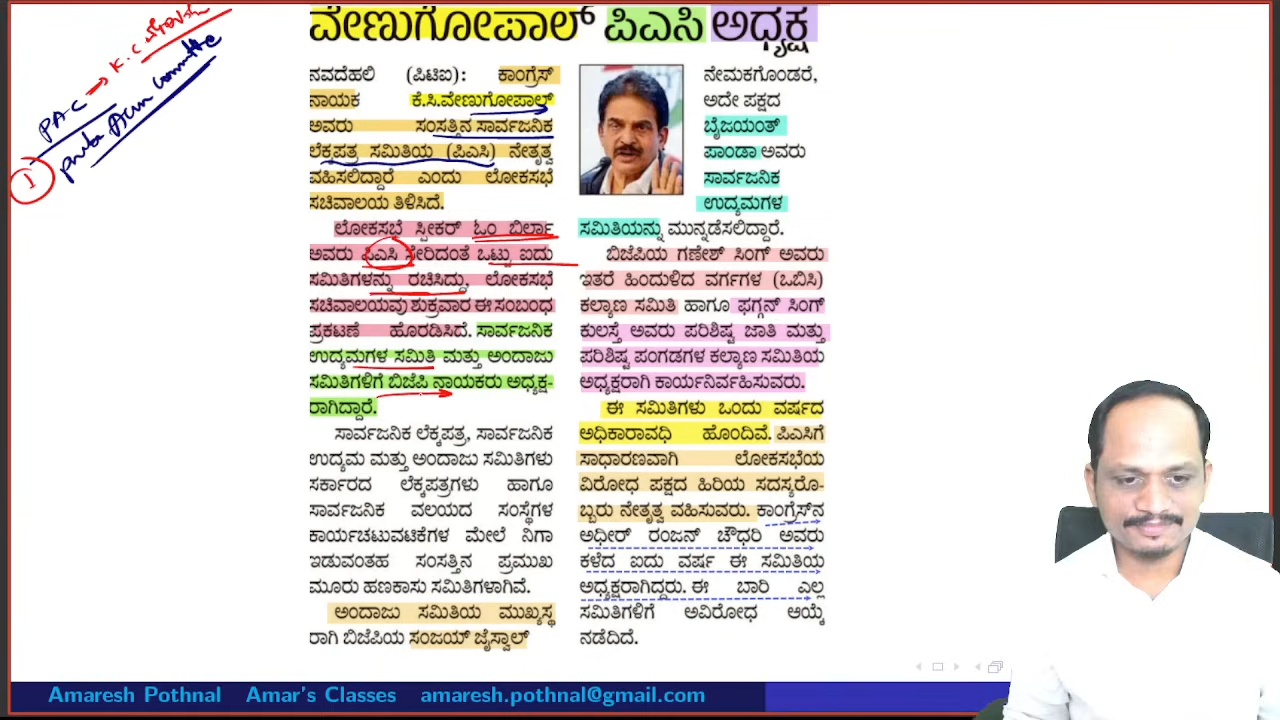 ವೇಣುಗೋಪಾಲ್ ಪಿಎಸಿ ಅಧ್ಯಕ್ಷ
PAC → K.C
Committe
1
ನವದೆಹಲಿ (ಪಿಟಿಐ): ಕಾಂಗ್ರೆಸ್
ನಾಯಕ ಕೆ.ಸಿ.ವೇಣುಗೋಪಾಲ್
ಅವರು ಸಂಸತ್ತಿನ ಸಾರ್ವಜನಿಕ
ಲೆಕ್ಕಪತ್ರ ಸಮಿತಿಯ (ಪಿಎಸಿ) ನೇತೃತ್ವ
ವಹಿಸಲಿದ್ದಾರೆ ಎಂದು ಲೋಕಸಭೆ
ಸಚಿವಾಲಯ ತಿಳಿಸಿದೆ.
ಲೋಕಸಭೆ ಸ್ಪೀಕರ್ ಓಂ ಬಿರ್ಲಾ
ಅವರು ಪಿಎಸಿ ಸೇರಿದಂತೆ ಒಟ್ಟು ಐದು
ಸಮಿತಿಗಳನ್ನು ರಚಿಸಿದ್ದು, ಲೋಕಸಭೆ
ಸಚಿವಾಲಯವು ಶುಕ್ರವಾರ ಈ ಸಂಬಂಧ
ಪ್ರಕಟಣೆ ಹೊರಡಿಸಿದೆ. ಸಾರ್ವಜನಿಕ
ಉದ್ಯಮಗಳ ಸಮಿತಿ ಮತ್ತು ಅಂದಾಜು
ಸಮಿತಿಗಳಿಗೆ ಬಿಜೆಪಿ ನಾಯಕರು ಅಧ್ಯಕ್ಷ-
ರಾಗಿದ್ದಾರೆ.
ಸಾರ್ವಜನಿಕ ಲೆಕ್ಕಪತ್ರ, ಸಾರ್ವಜನಿಕ
ಉದ್ಯಮ ಮತ್ತು ಅಂದಾಜು ಸಮಿತಿಗಳು
ಸರ್ಕಾರದ ಲೆಕ್ಕಪತ್ರಗಳು ಹಾಗೂ
ಸಾರ್ವಜನಿಕ ವಲಯದ ಸಂಸ್ಥೆಗಳ
ಕಾರ್ಯಚಟುವಟಿಕೆಗಳ ಮೇಲೆ ನಿಗಾ
ಇಡುವಂತಹ ಸಂಸತ್ತಿನ ಪ್ರಮುಖ
ಮೂರು ಹಣಕಾಸು ಸಮಿತಿಗಳಾಗಿವೆ.
ಅಂದಾಜು ಸಮಿತಿಯ ಮುಖ್ಯಸ್ಥ
ರಾಗಿ ಬಿಜೆಪಿಯ ಸಂಜಯ್ ಜೈಸ್ವಾಲ್
ನೇಮಕಗೊಂಡರೆ,
ಅದೇ ಪಕ್ಷದ
ಬೈಜಯಂತ್
ಪಾಂಡಾ ಅವರು
ಸಾರ್ವಜನಿಕ
ಉದ್ಯಮಗಳ
ಸಮಿತಿಯನ್ನು ಮುನ್ನಡೆಸಲಿದ್ದಾರೆ.
ಬಿಜೆಪಿಯ ಗಣೇಶ್ ಸಿಂಗ್ ಅವರು
ಇತರೆ ಹಿಂದುಳಿದ ವರ್ಗಗಳ (ಒಬಿಸಿ)
ಕಲ್ಯಾಣ ಸಮಿತಿ ಹಾಗೂ ಫಗ್ಗನ್ ಸಿಂಗ್
ಕುಲಸ್ತೆ ಅವರು ಪರಿಶಿಷ್ಟ ಜಾತಿ ಮತ್ತು
ಪರಿಶಿಷ್ಟ ಪಂಗಡಗಳ ಕಲ್ಯಾಣ ಸಮಿತಿಯ
ಅಧ್ಯಕ್ಷರಾಗಿ ಕಾರ್ಯನಿರ್ವಹಿಸುವರು.
ಈ ಸಮಿತಿಗಳು ಒಂದು ವರ್ಷದ
ಅಧಿಕಾರಾವಧಿ ಹೊಂದಿವೆ. ಪಿಎಸಿಗೆ
ಸಾಧಾರಣವಾಗಿ ಲೋಕಸಭೆಯ
ವಿರೋಧ ಪಕ್ಷದ ಹಿರಿಯ ಸದಸ್ಯರೊ-
ಬ್ಬರು ನೇತೃತ್ವ ವಹಿಸುವರು. ಕಾಂಗ್ರೆಸ್‌ನ
ಅಧೀರ್ ರಂಜನ್ ಚೌಧರಿ ಅವರು
ಕಳೆದ ಐದು ವರ್ಷ ಈ ಸಮಿತಿಯ
ಅಧ್ಯಕ್ಷರಾಗಿದ್ದರು. ಈ ಬಾರಿ ಎಲ್ಲ
ಸಮಿತಿಗಳಿಗೆ ಅವಿರೋಧ ಆಯ್ಕೆ
ನಡೆದಿದೆ.
Amaresh Pothnal Amar's Classes amaresh.pothnal@gmail.com